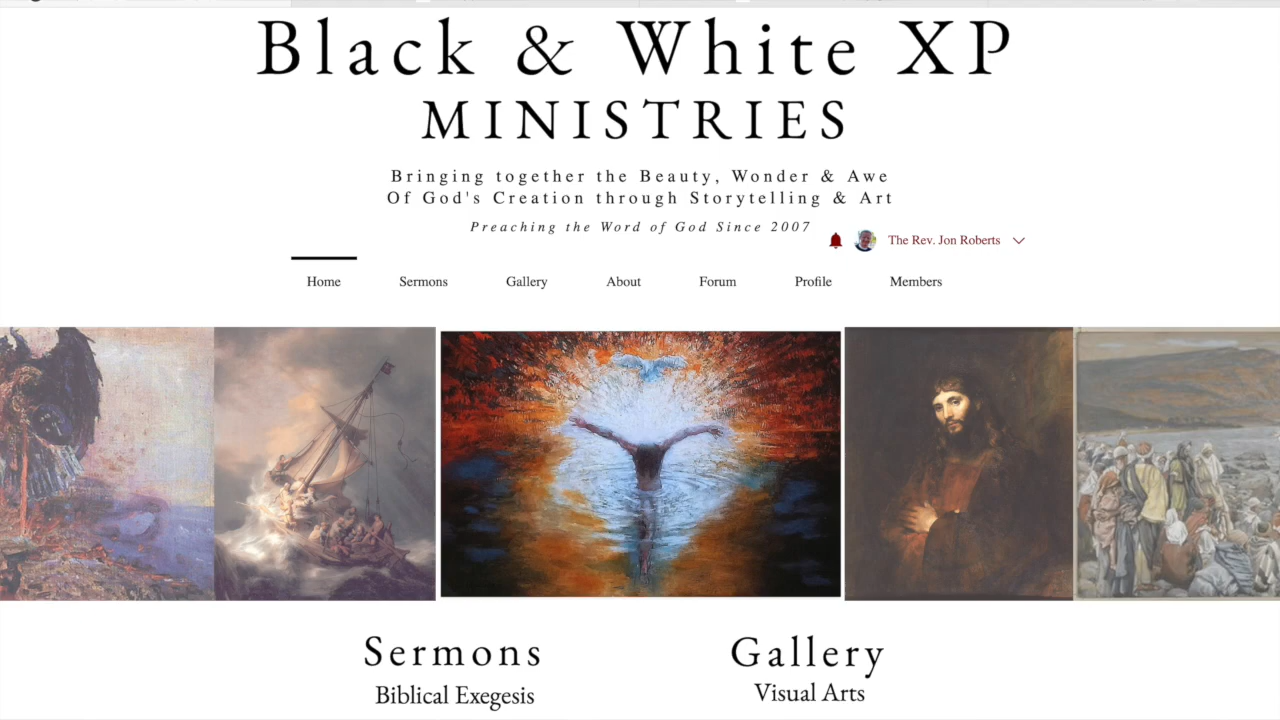 Black & White XP
MINISTRIES
Bringing together the Beauty, Wonder & Awe
Of God's Creation through Storytelling & Art
Preaching the Word of God Since 2007
The Rev. Jon Roberts
Home Sermons Gallery About Forum Profile Members
Sermons Gallery
Biblical Exegesis Visual Arts